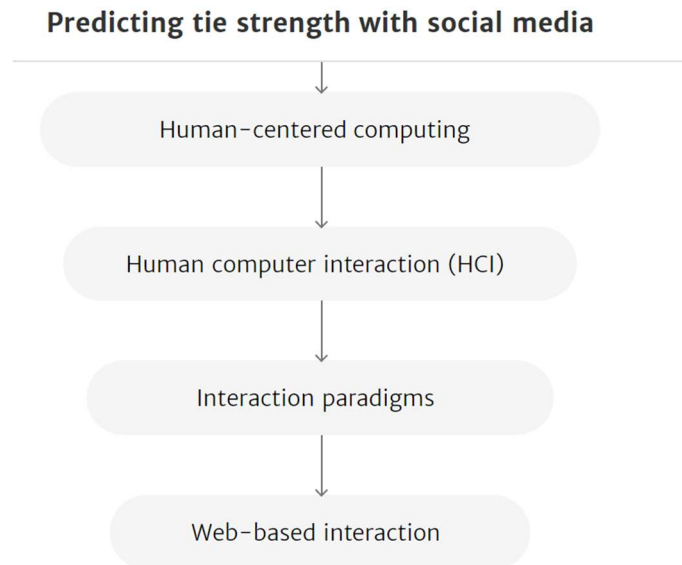 Predicting tie strength with social media
Human-centered computing
Human computer interaction (HCI)
Interaction paradigms
Web-based interaction